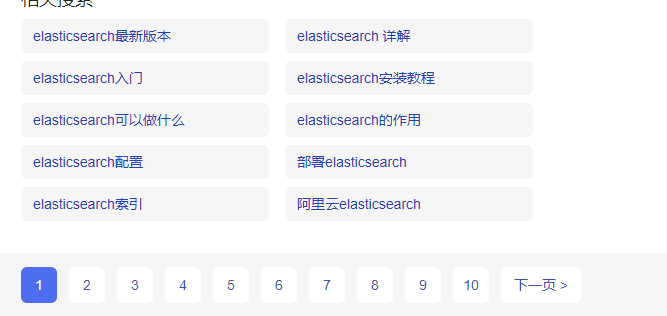 相关搜索
elasticsearch最新版本 elasticsearch 详解
elasticsearch入门 elasticsearch安装教程
elasticsearch可以做什么 elasticsearch的作用
elasticsearch配置 部署elasticsearch
elasticsearch索引 阿里云elasticsearch
1 2 3 4 5 6 7 8 9 10 下一页 >